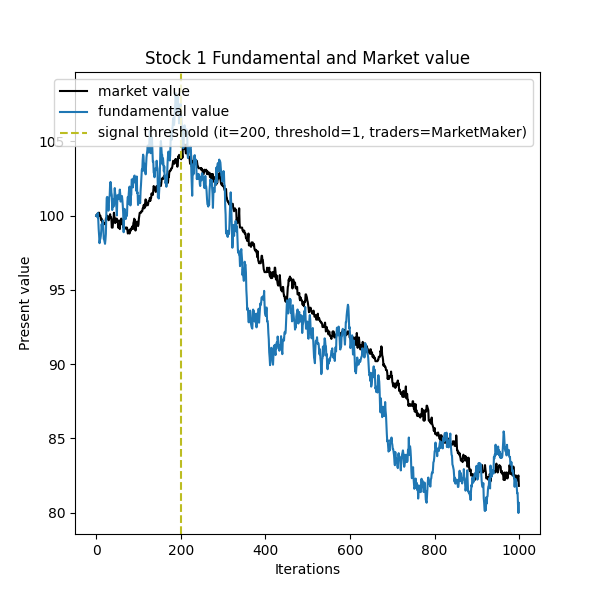 Stock 1 Fundamental and Market value
market value
fundamental value
signal threshold (it=200, threshold=1, traders=MarketMaker)
105
100
95
90
85
80
Present value
0 200 400 600 800 1000
Iterations